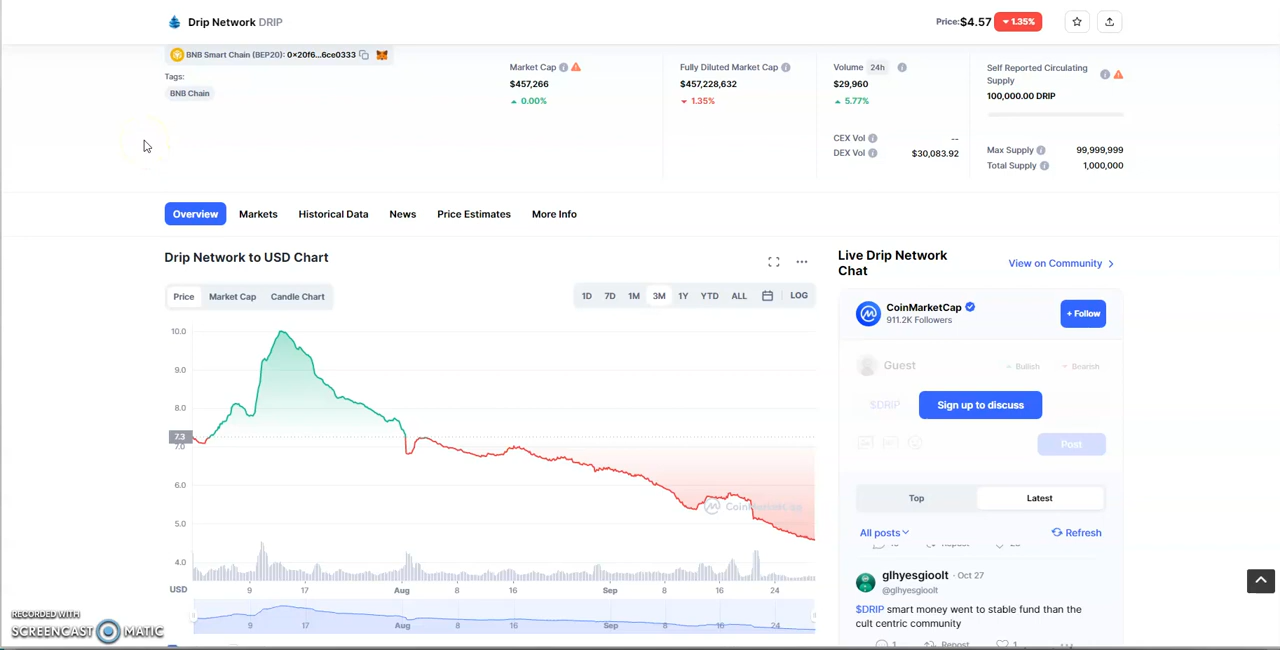 Drip Network DRIP
Price: $4.57 1.35%
BNB Smart Chain (BEP20): 0x20f6...6ce0333
Tags:
BNB Chain
Market Cap
$457,266
0.00%
Fully Diluted Market Cap
$457,228,632
1.35%
Volume 24h
$29,960
5.77%
CEX Vol --
DEX Vol $30,083.92
Self Reported Circulating
Supply
100,000.00 DRIP
Max Supply 99,999,999
Total Supply 1,000,000
Overview Markets Historical Data News Price Estimates More Info
Drip Network to USD Chart
Price Market Cap Candle Chart
1D 7D 1M 3M 1Y YTD ALL LOG
10.0
9.0
8.0
7.3
7.0
6.0
5.0
4.0
CoinMarketCap
USD 9 17 Aug 8 16 Sep 8 16 24
9 17 Aug 8 16 Sep 8 16 24
Live Drip Network
Chat
View on Community
CoinMarketCap
911.2K Followers
+ Follow
Guest
Bullish Bearish
$DRIP
Sign up to discuss
Post
Top Latest
All posts Refresh
Repost
glhyesgioolt · Oct 27
@glhyesgioolt
$DRIP smart money went to stable fund than the
cult centric community
1 Repost 1
RECORDED WITH
SCREENCAST MATIC